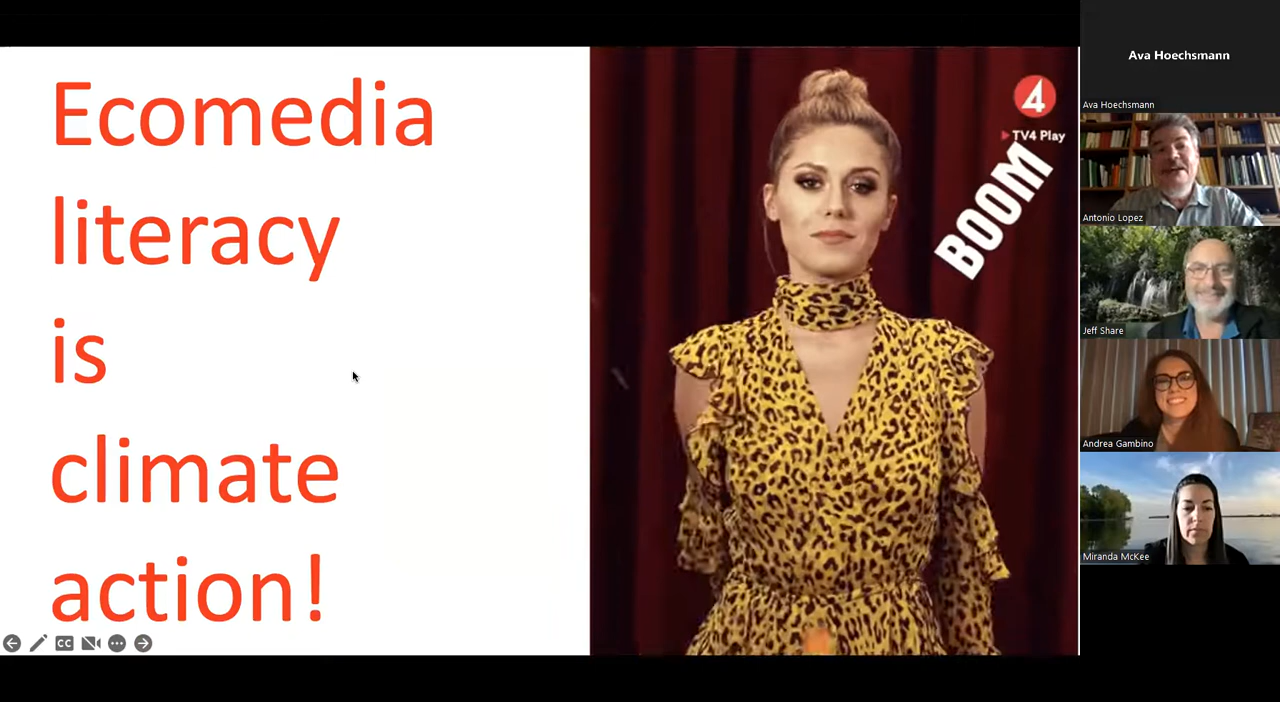 Ecomedia
literacy
is
climate
action!
4
TV4 Play
BOOM
CC
Ava Hoechsmann
Ava Hoechsmann
Antonio Lopez
Jeff Share
Andrea Gambino
Miranda McKee